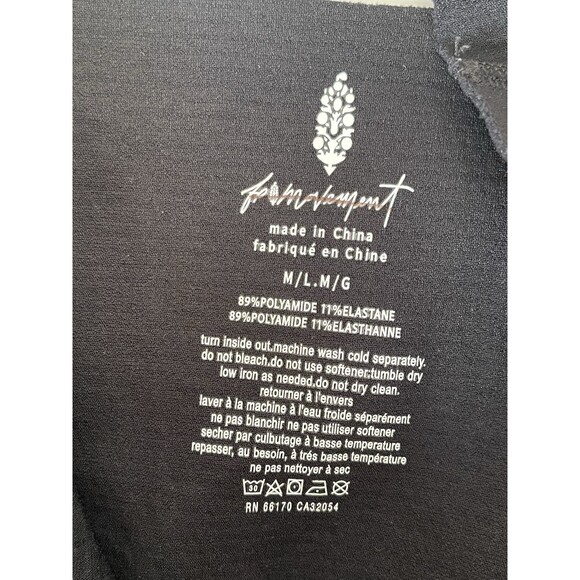 fp movement
made in China
fabriqué en Chine
M/L.M/G
89%POLYAMIDE 11%ELASTANE
89%POLYAMIDE 11%ELASTHANNE
turn inside out.machine wash cold separately.
do not bleach.do not use softener;tumble dry
low iron as needed.do not dry clean.
retourner à l'envers
laver à la machine à l'eau froide séparément
ne pas blanchir ne pas utiliser softener
secher par culbutage à basse temperature
repasser, au besoin, à trés basse température
ne pas nettoyer à sec
30
RN 66170 CA32054